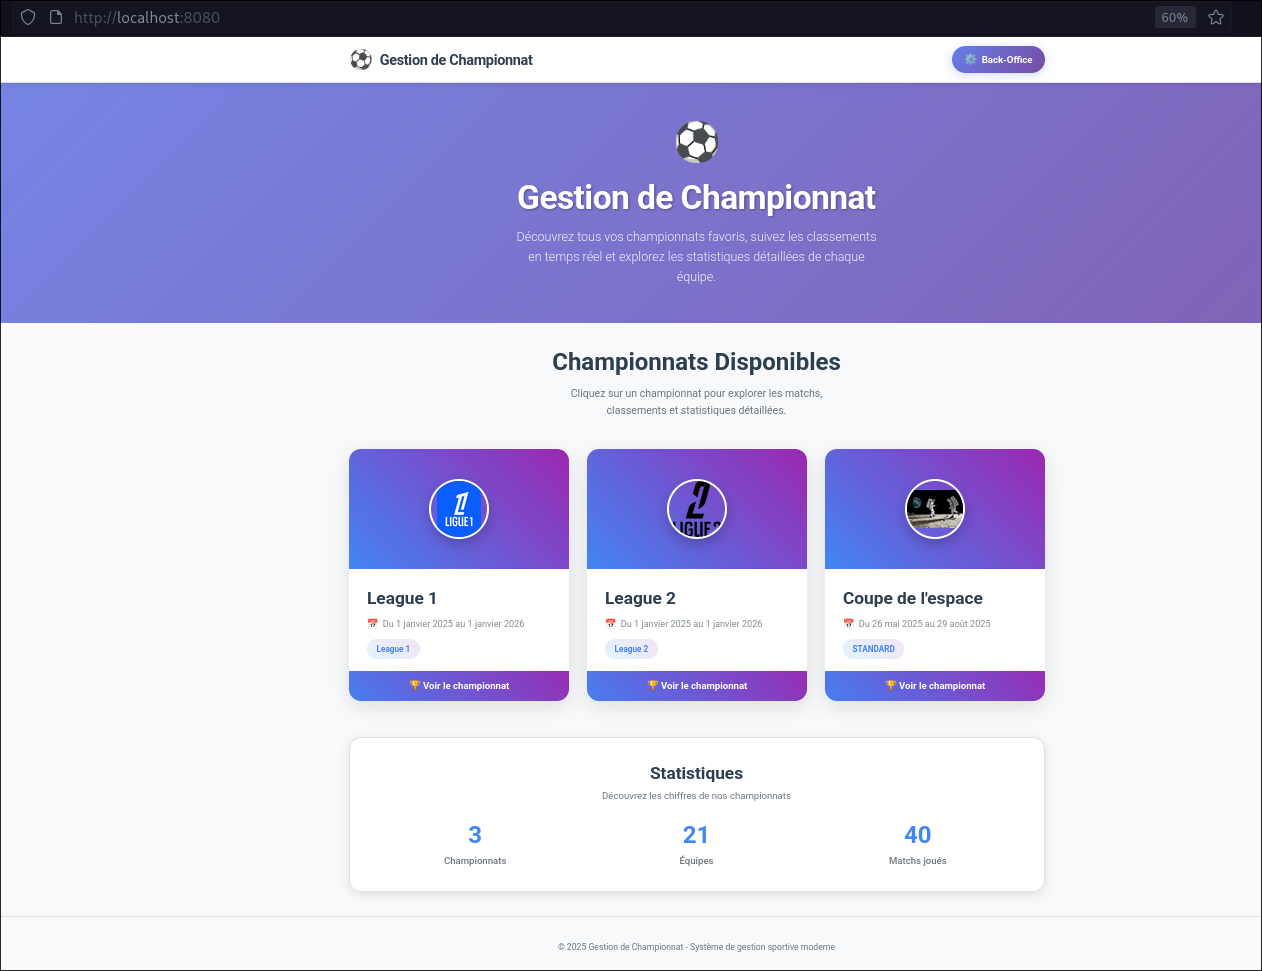 http://localhost:8080
60%
Gestion de Championnat
Back-Office
Gestion de Championnat
Découvrez tous vos championnats favoris, suivez les classements
en temps réel et explorez les statistiques détaillées de chaque
équipe.
Championnats Disponibles
Cliquez sur un championnat pour explorer les matchs,
classements et statistiques détaillées.
LIGUE 1
League 1
Du 1 janvier 2025 au 1 janvier 2026
League 1
Voir le championnat
LIGUE 2
League 2
Du 1 janvier 2025 au 1 janvier 2026
League 2
Voir le championnat
Coupe de l'espace
Du 26 mai 2025 au 29 août 2025
STANDARD
Voir le championnat
Statistiques
Découvrez les chiffres de nos championnats
3
Championnats
21
Équipes
40
Matchs joués
© 2025 Gestion de Championnat - Système de gestion sportive moderne